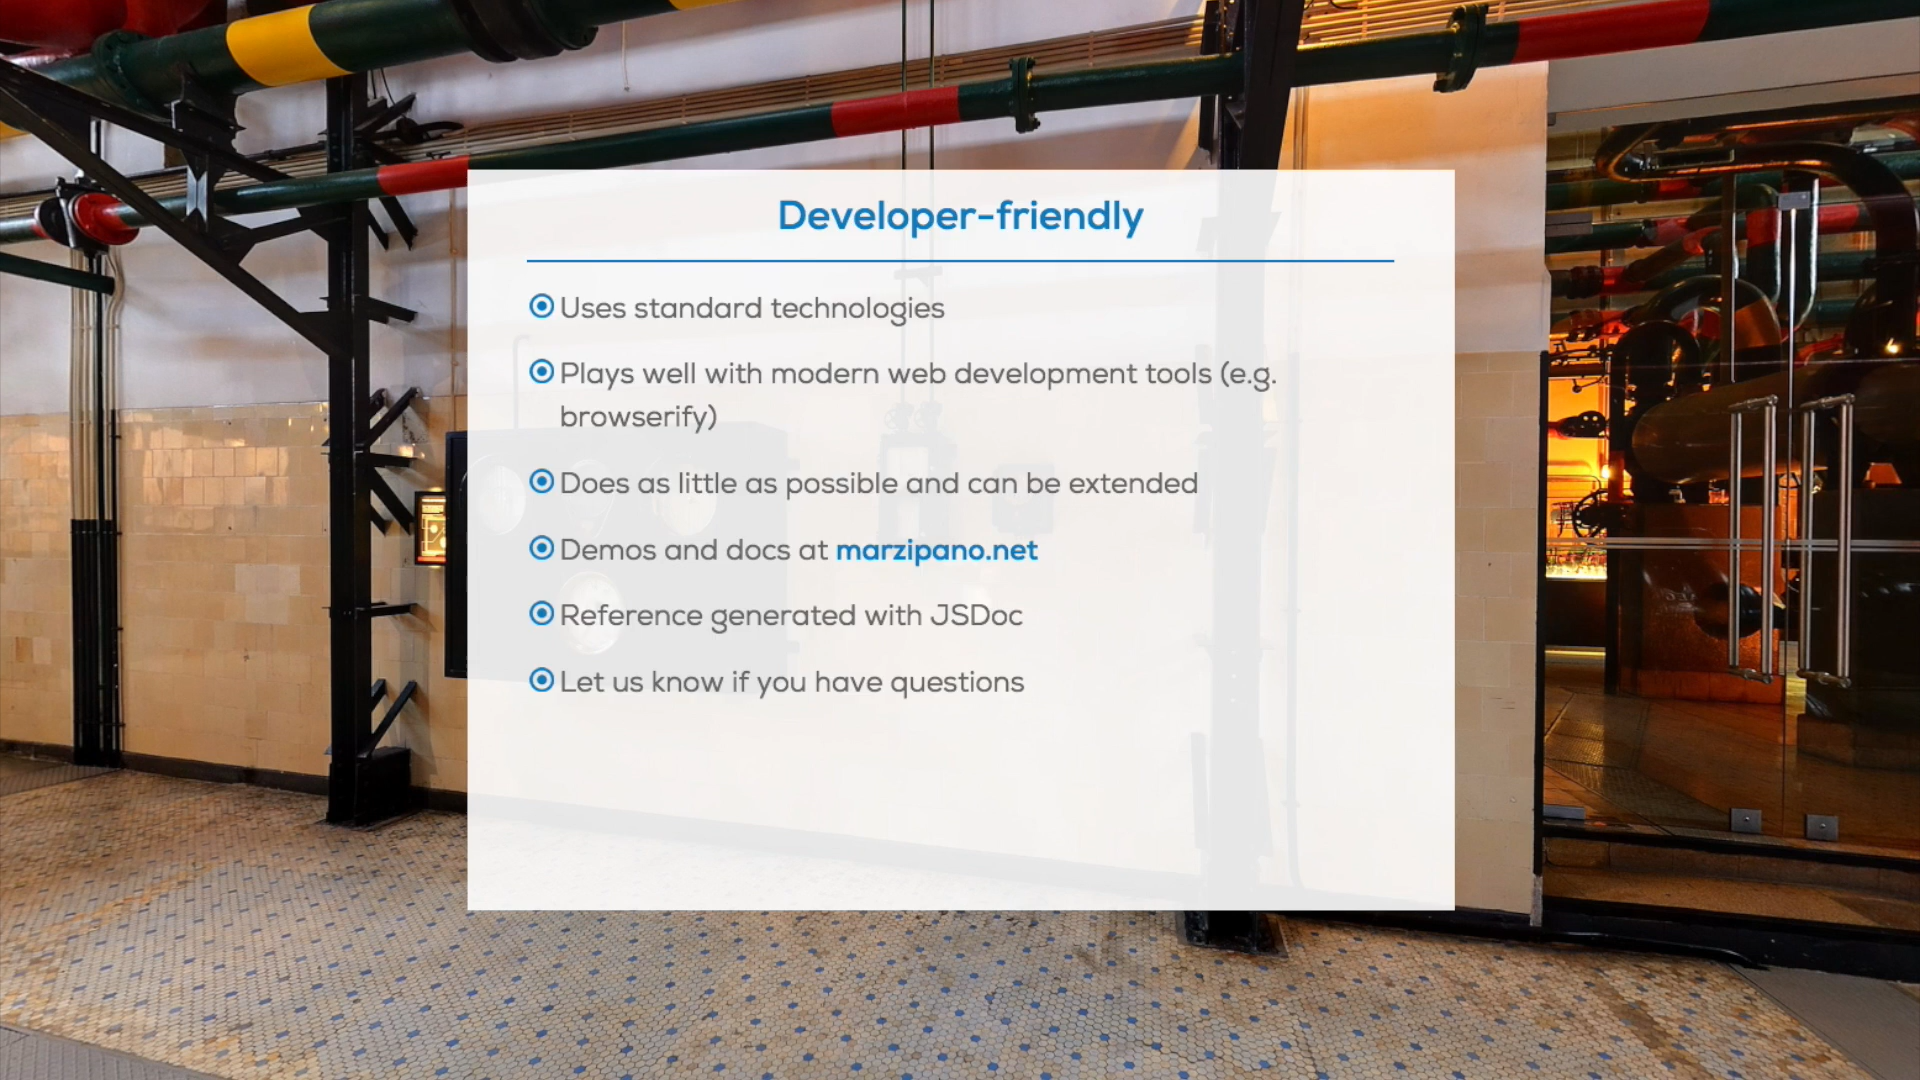 Developer-friendly
Uses standard technologies
Plays well with modern web development tools (e.g.
browserify)
Does as little as possible and can be extended
Demos and docs at marzipano.net
Reference generated with JSDoc
Let us know if you have questions